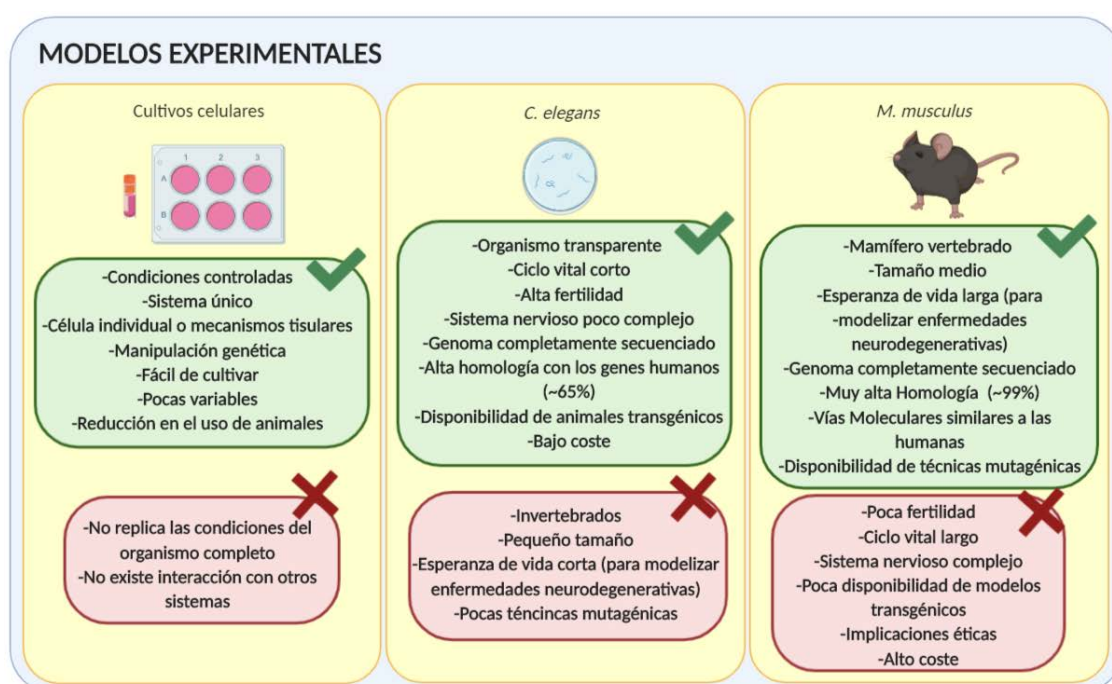 MODELOS EXPERIMENTALES
Cultivos celulares
1 2 3
A
B
-Condiciones controladas
-Sistema único
-Célula individual o mecanismos tisulares
-Manipulación genética
-Fácil de cultivar
-Pocas variables
-Reducción en el uso de animales
-No replica las condiciones del
organismo completo
-No existe interacción con otros
sistemas
C. elegans
-Organismo transparente
-Ciclo vital corto
-Alta fertilidad
-Sistema nervioso poco complejo
-Genoma completamente secuenciado
-Alta homología con los genes humanos
(~65%)
-Disponibilidad de animales transgénicos
-Bajo coste
-Invertebrados
-Pequeño tamaño
-Esperanza de vida corta (para modelizar
enfermedades neurodegenerativas)
-Pocas téncincas mutagénicas
M. musculus
-Mamífero vertebrado
-Tamaño medio
-Esperanza de vida larga (para
-modelizar enfermedades
neurodegenerativas)
-Genoma completamente secuenciado
-Muy alta Homología (~99%)
-Vías Moleculares similares a las
humanas
-Disponibilidad de técnicas mutagénicas
-Poca fertilidad
-Ciclo vital largo
-Sistema nervioso complejo
-Poca disponibilidad de modelos
transgénicos
-Implicaciones éticas
-Alto coste